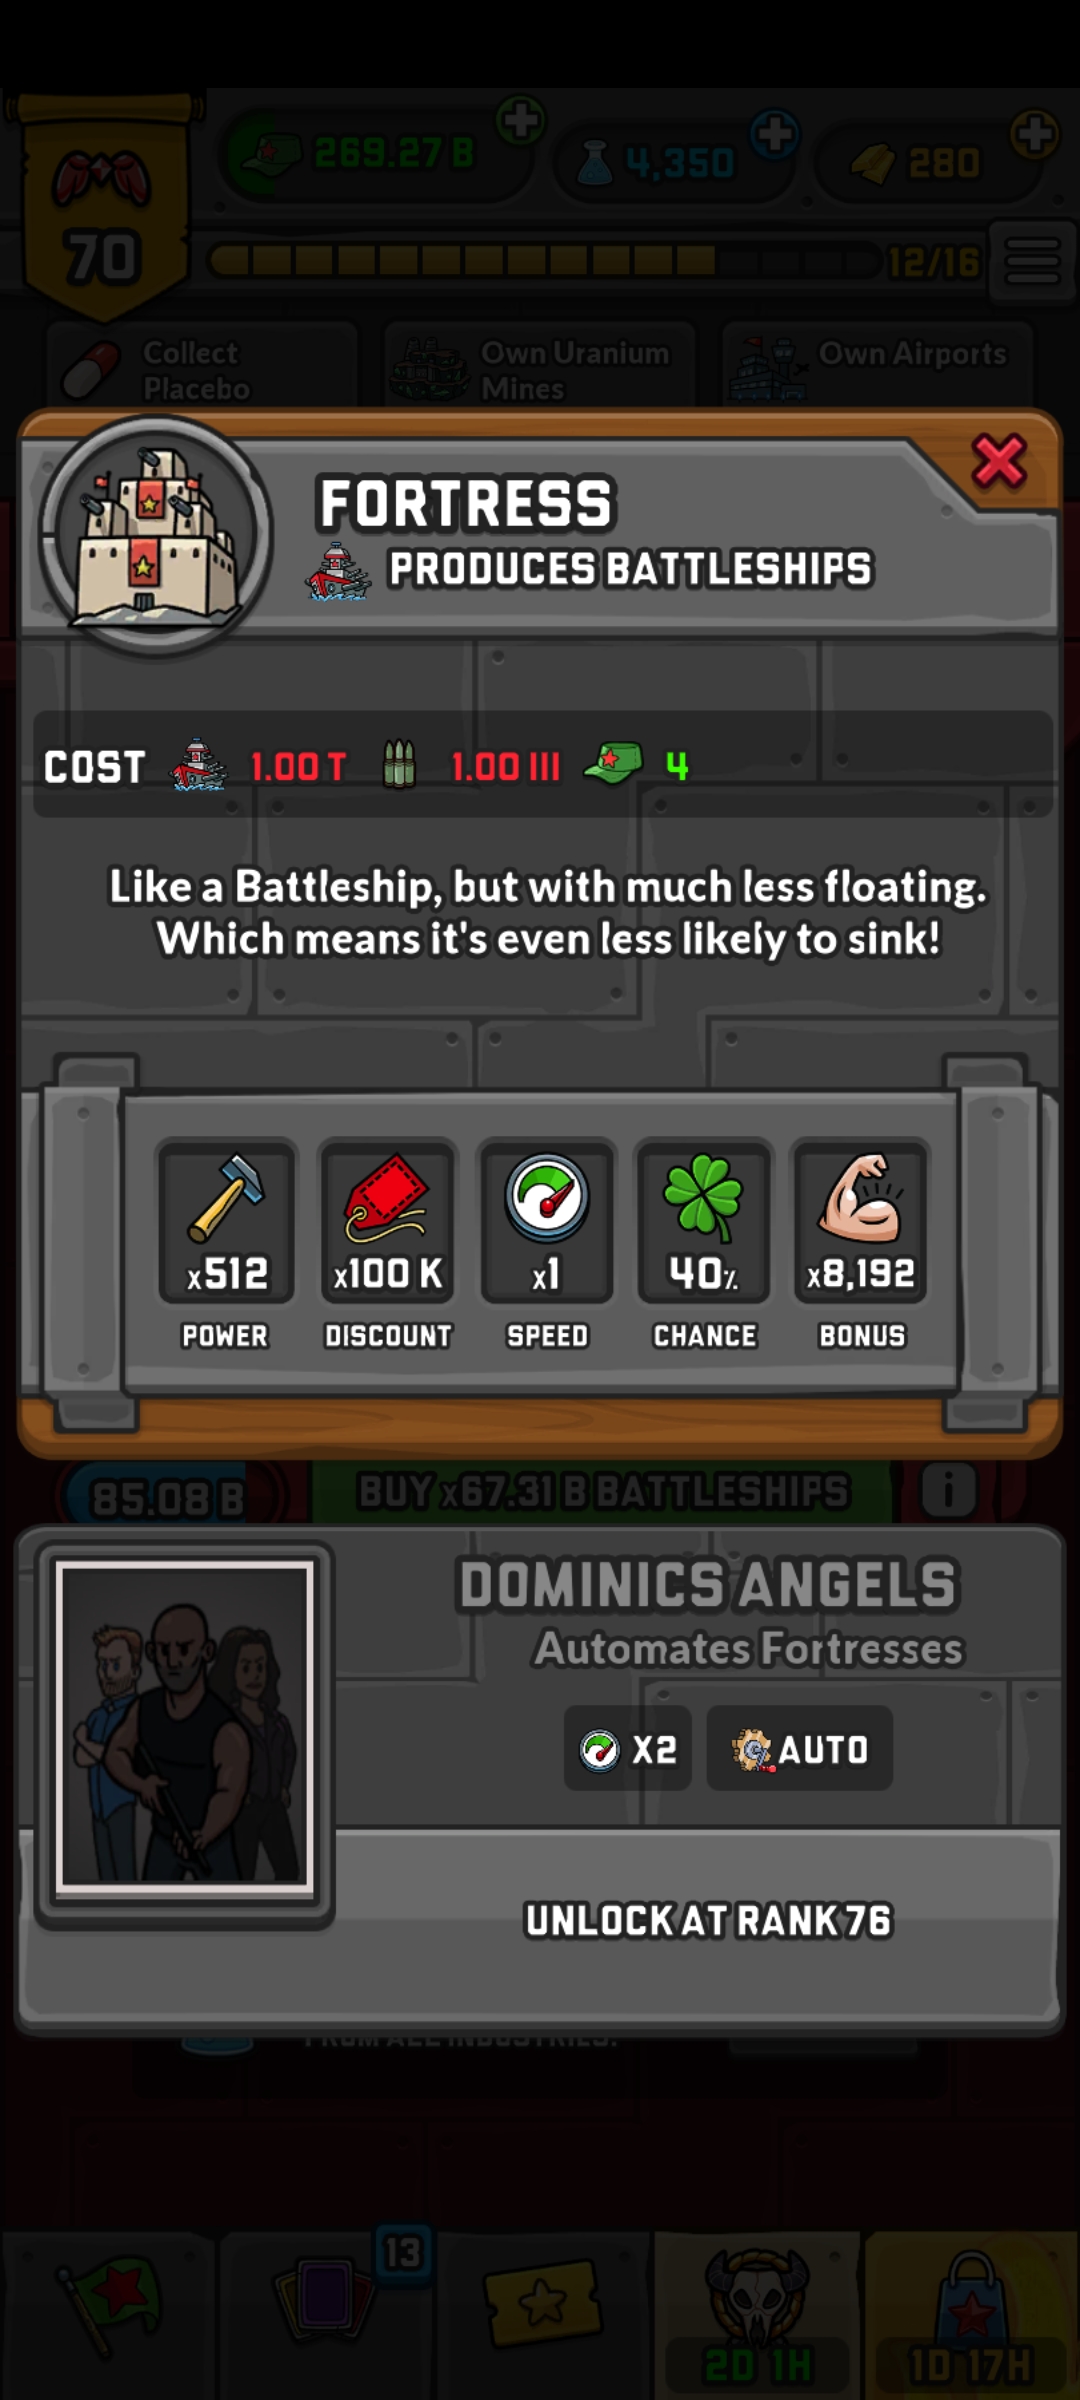 269.27 B
4,350
280
70
12/16
Collect
Placebo
Own Uranium
Mines
Own Airports
FORTRESS
PRODUCES BATTLESHIPS
COST 1.00 T 1.00 III 4
Like a Battleship, but with much less floating.
Which means it's even less likely to sink!
x512
x100 K
x1
40%
x8,192
POWER
DISCOUNT
SPEED
CHANCE
BONUS
85.08 B
BUY x67.31 B BATTLESHIPS
i
DOMINICS ANGELS
Automates Fortresses
X2
AUTO
UNLOCK AT RANK 76
FROM ALL INDUSTRIES.
13
2D 1H
1D 17H